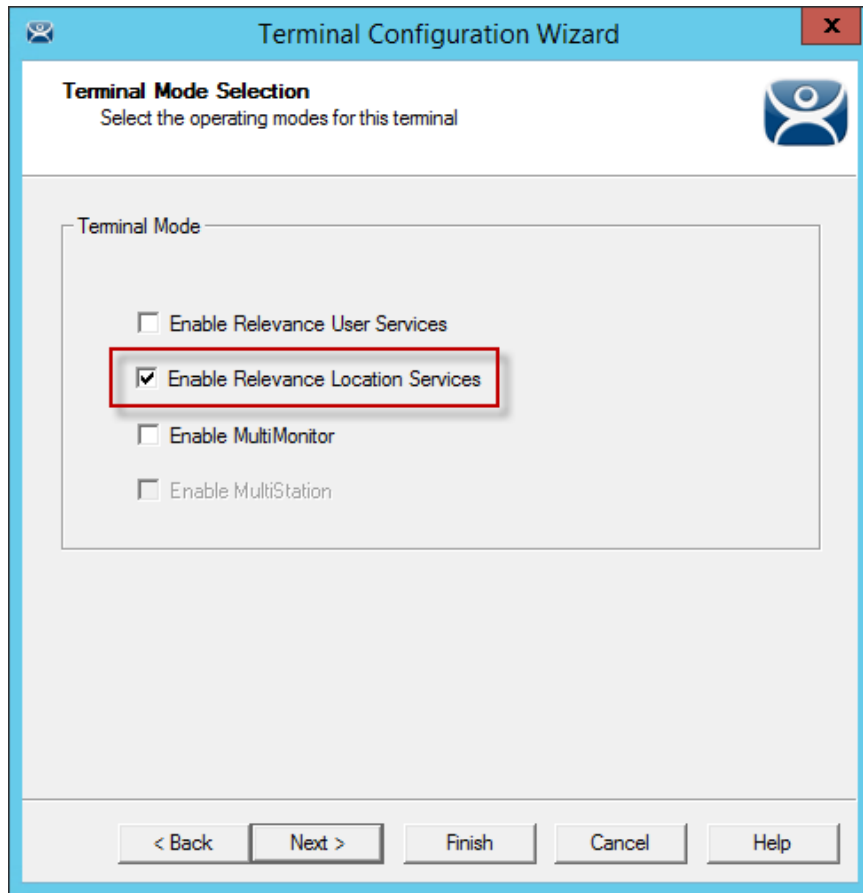 Terminal Configuration Wizard
x
Terminal Mode Selection
Select the operating modes for this terminal
Terminal Mode
Enable Relevance User Services
Enable Relevance Location Services
Enable MultiMonitor
Enable MultiStation
< Back Next > Finish Cancel Help